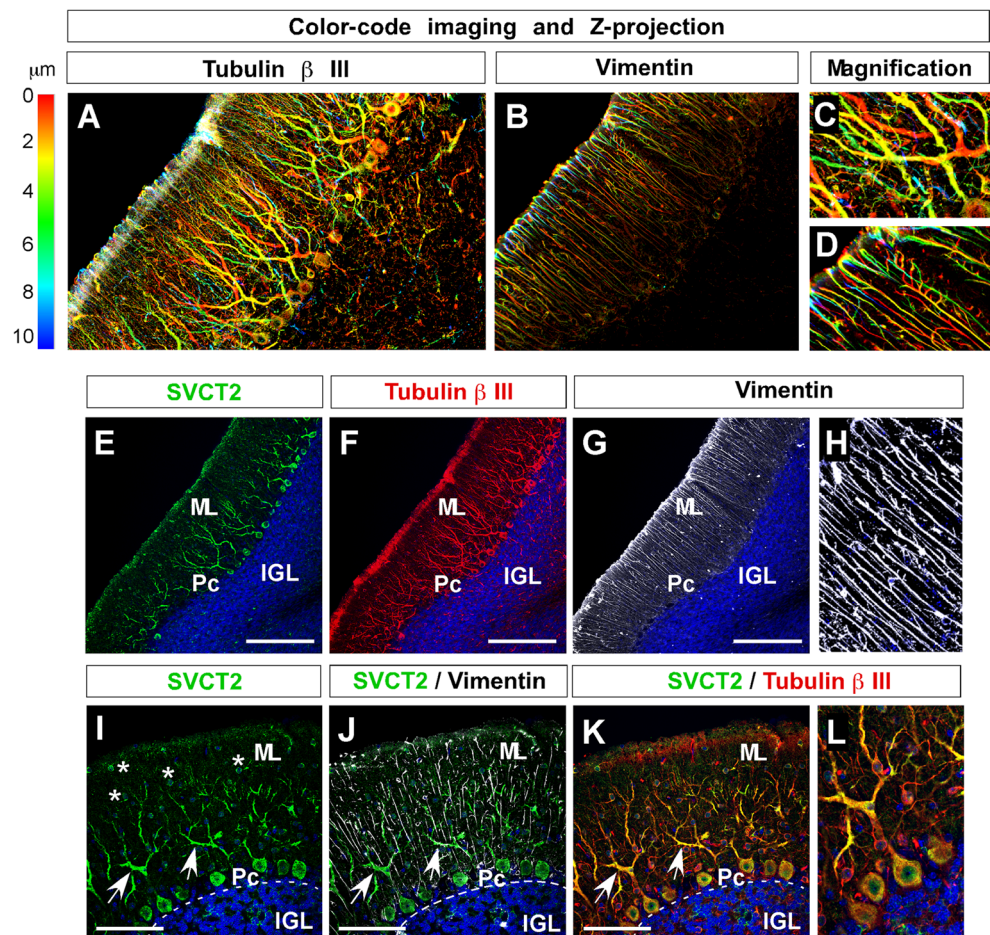 Color-code imaging and Z-projection
μm Tubulin β III Vimentin Magnification
0
2
4
6
8
10
A B C
D
SVCT2 Tubulin β III Vimentin
E F G H
ML ML ML
Pc Pc Pc
IGL IGL IGL
SVCT2 SVCT2 / Vimentin SVCT2 / Tubulin β III
I J K L
ML ML ML
* * * *
Pc Pc Pc
IGL IGL IGL